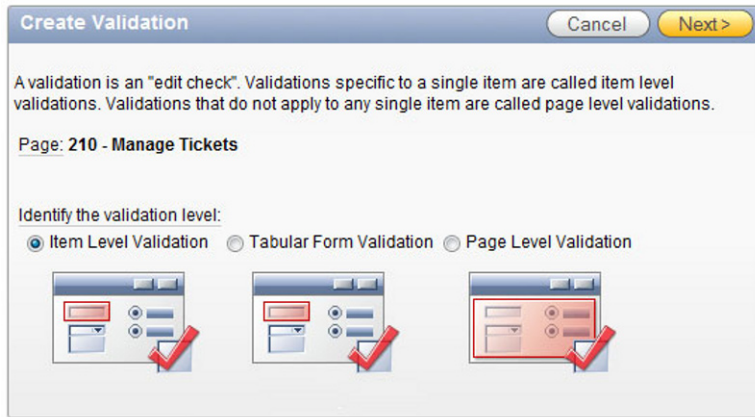 Create Validation
Cancel
Next >
A validation is an "edit check". Validations specific to a single item are called item level
validations. Validations that do not apply to any single item are called page level validations.
Page: 210 - Manage Tickets
Identify the validation level:
Item Level Validation
Tabular Form Validation
Page Level Validation